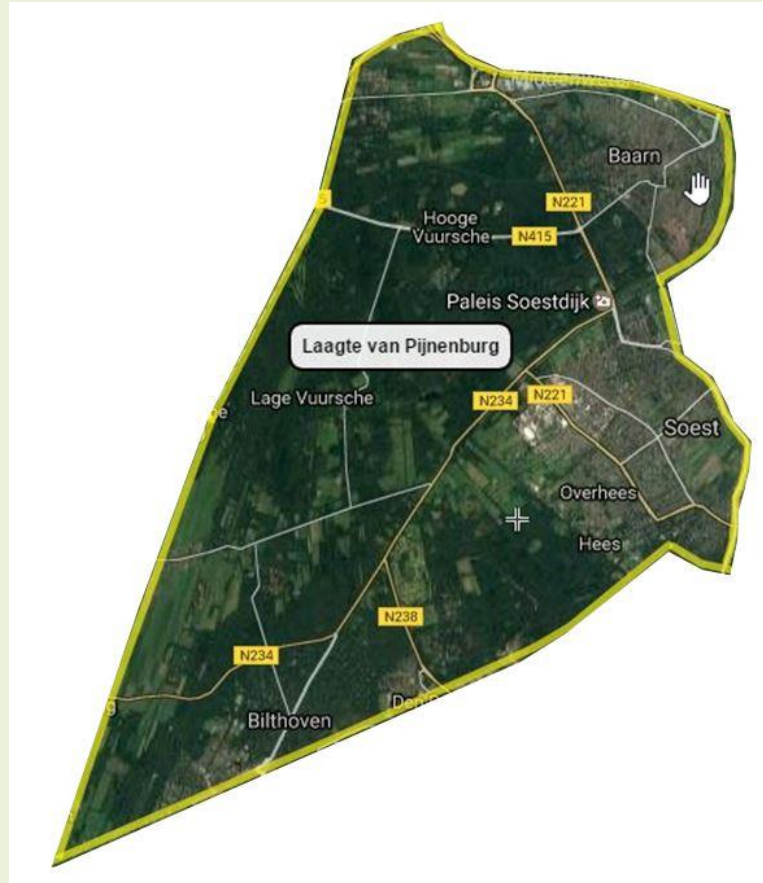 Baarn
N221
Hooge
Vuursche
N415
Paleis Soestdijk
Laagte van Pijnenburg
Lage Vuursche
N234
N221
Soest
Overhees
Hees
N238
N234
Bilthoven